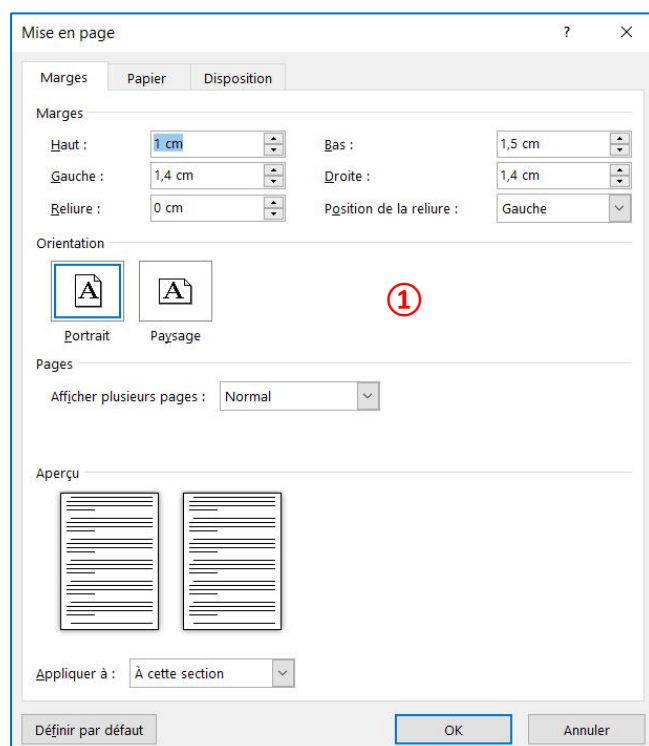 Mise en page ? ×
Marges Papier Disposition
Marges
Haut : 1 cm Bas : 1,5 cm
Gauche : 1,4 cm Droite : 1,4 cm
Reliure : 0 cm Position de la reliure : Gauche
Orientation
A A
①
Portrait Paysage
Pages
Afficher plusieurs pages : Normal
Aperçu
Appliquer à : À cette section
Définir par défaut OK Annuler